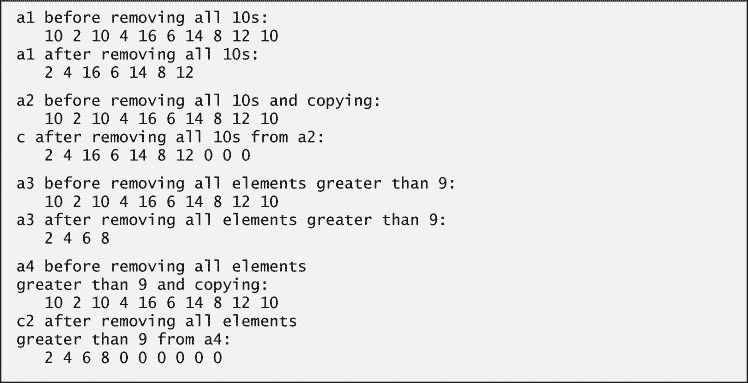 a1 before removing all 10s:
10 2 10 4 16 6 14 8 12 10
a1 after removing all 10s:
2 4 16 6 14 8 12
a2 before removing all 10s and copying:
10 2 10 4 16 6 14 8 12 10
c after removing all 10s from a2:
2 4 16 6 14 8 12 0 0 0
a3 before removing all elements greater than 9:
10 2 10 4 16 6 14 8 12 10
a3 after removing all elements greater than 9:
2 4 6 8
a4 before removing all elements
greater than 9 and copying:
10 2 10 4 16 6 14 8 12 10
c2 after removing all elements
greater than 9 from a4:
2 4 6 8 0 0 0 0 0 0